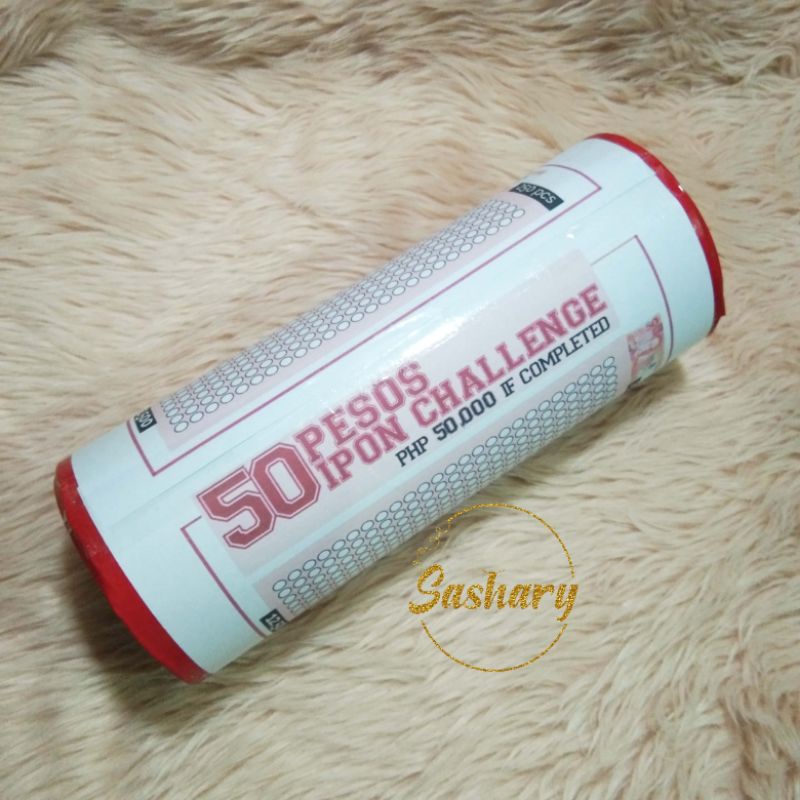 50 PESOS
IPON CHALLENGE
PHP 50,000 IF COMPLETED
Sashary